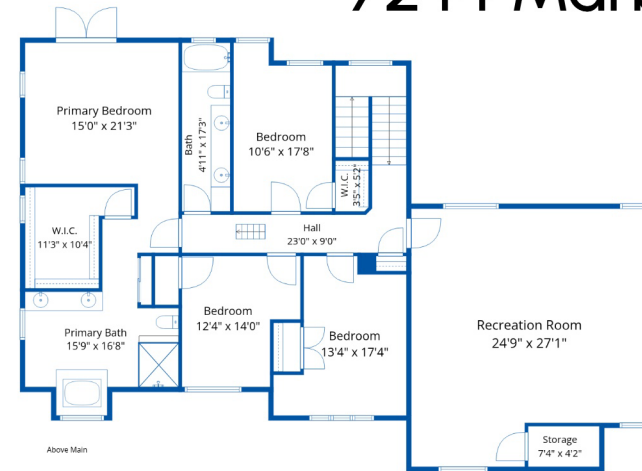 Primary Bedroom
15'0" x 21'3"
Bath
4'11" x 17'3"
Bedroom
10'6" x 17'8"
W.I.C.
3'5" x 5'2"
W.I.C.
11'3" x 10'4"
Hall
23'0" x 9'0"
Primary Bath
15'9" x 16'8"
Bedroom
12'4" x 14'0"
Bedroom
13'4" x 17'4"
Recreation Room
24'9" x 27'1"
Storage
7'4" x 4'2"
Above Main